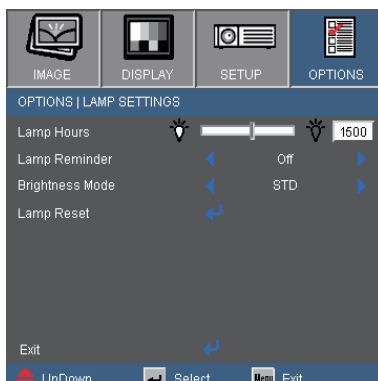 IMAGE DISPLAY SETUP OPTIONS
OPTIONS | LAMP SETTINGS
Lamp Hours 1500
Lamp Reminder Off
Brightness Mode STD
Lamp Reset
Exit
UpDown Select Menu Exit